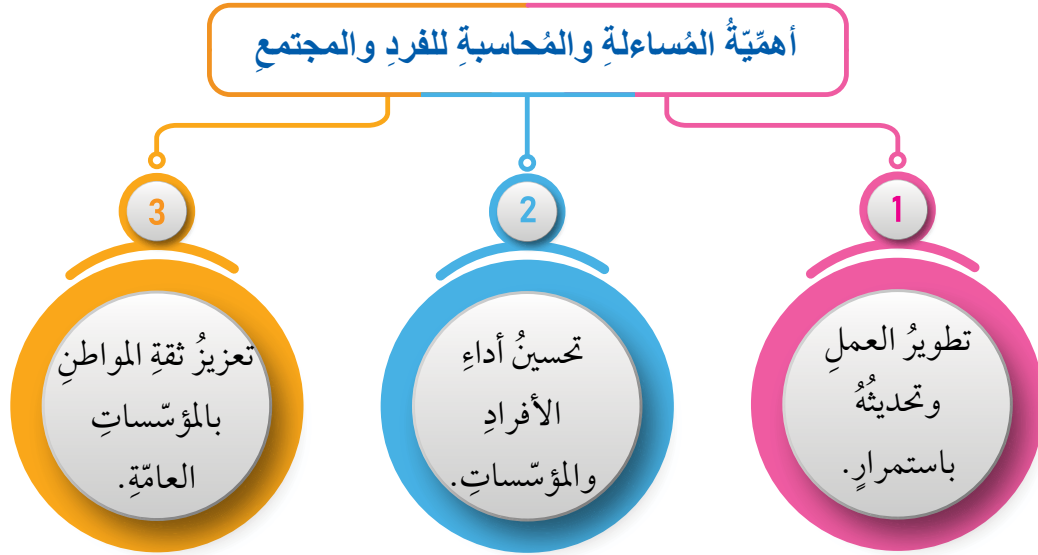 أهمِّيّةُ المُساءلةِ والمُحاسبةِ للفردِ والمجتمعِ
1
تطويرُ العملِ
وتحديثُهُ
باستمرارٍ.
2
تحسينُ أداءِ
الأفرادِ
والمؤسّساتِ.
3
تعزيزُ ثقةِ المواطنِ
بالمؤسّساتِ
العامّةِ.